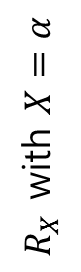 R_X with X = α